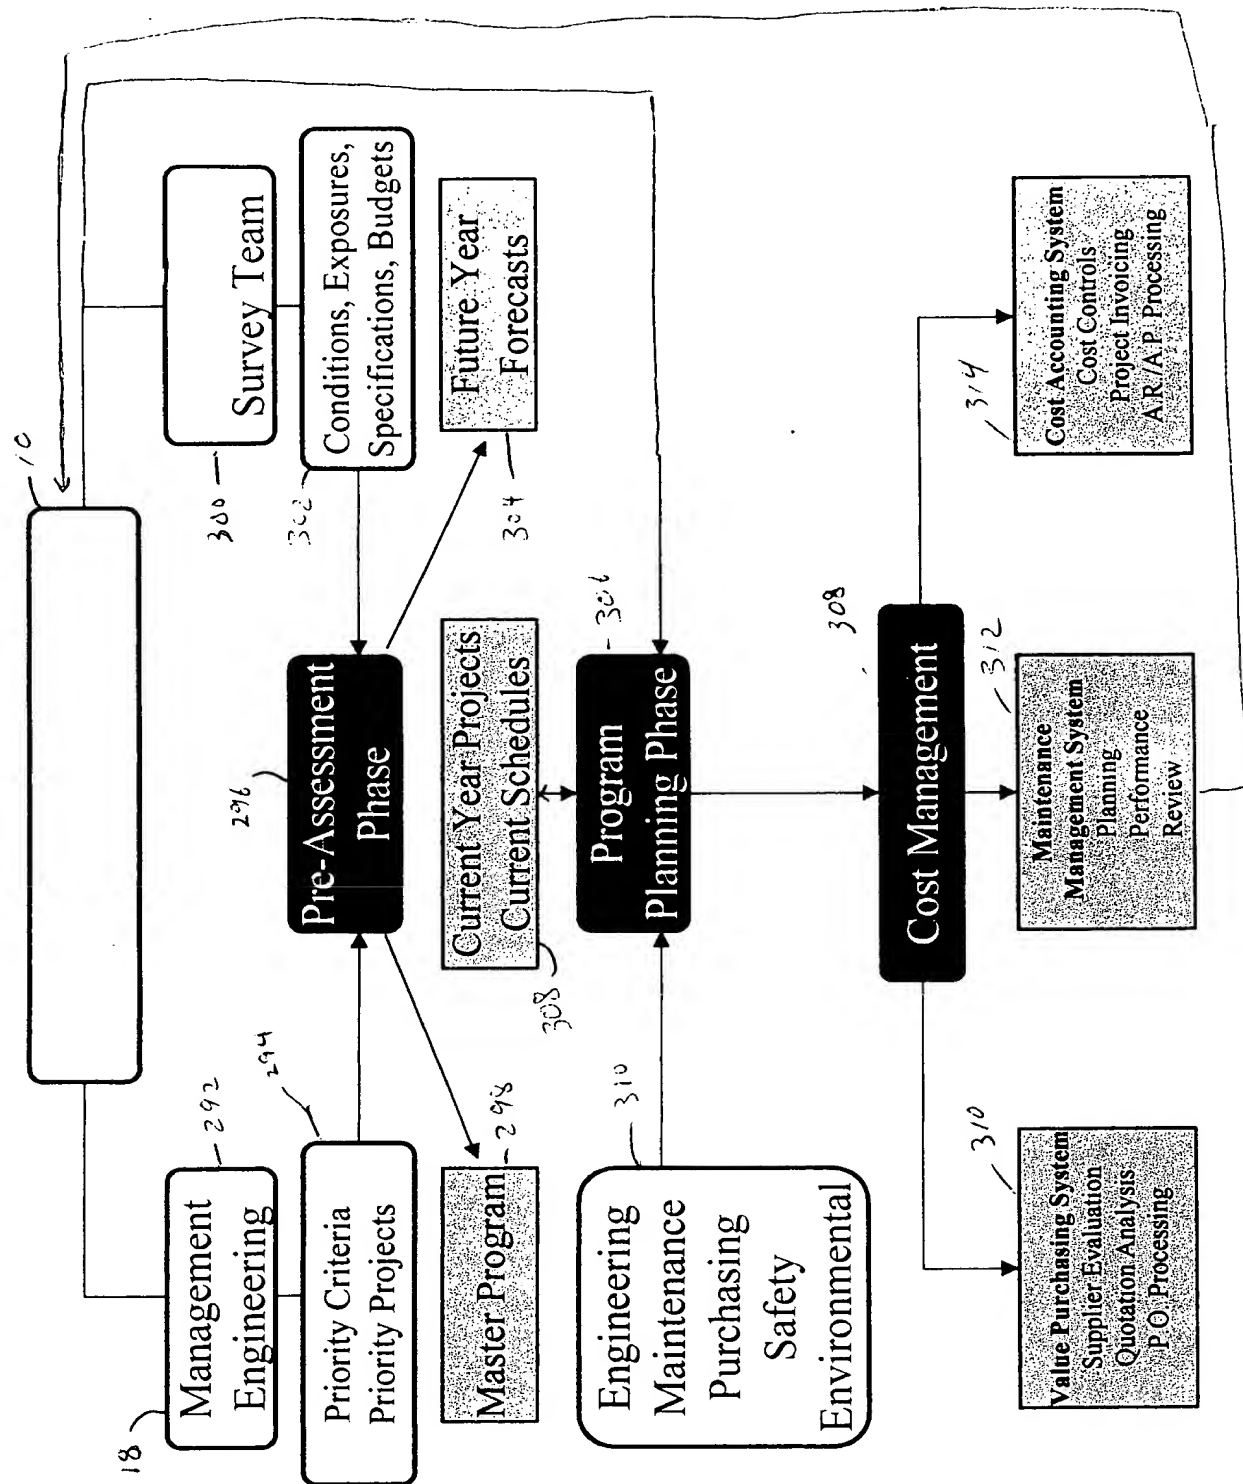 10
18
Management
Engineering
292
Survey Team
300
Priority Criteria
Priority Projects
294
Pre-Assessment
Phase
296
Conditions, Exposures,
Specifications, Budgets
302
Master Program
298
Current Year Projects
Current Schedules
308
Future Year
Forecasts
304
Engineering
Maintenance
Purchasing
Safety
Environmental
310
Program
Planning Phase
306
Cost Management
308
Value Purchasing System
Supplier Evaluation
Quotation Analysis
P O Processing
310
Maintenance
Management System
Planning
Performance
Review
312
Cost Accounting System
Cost Controls
Project Invoicing
A R /A P Processing
314